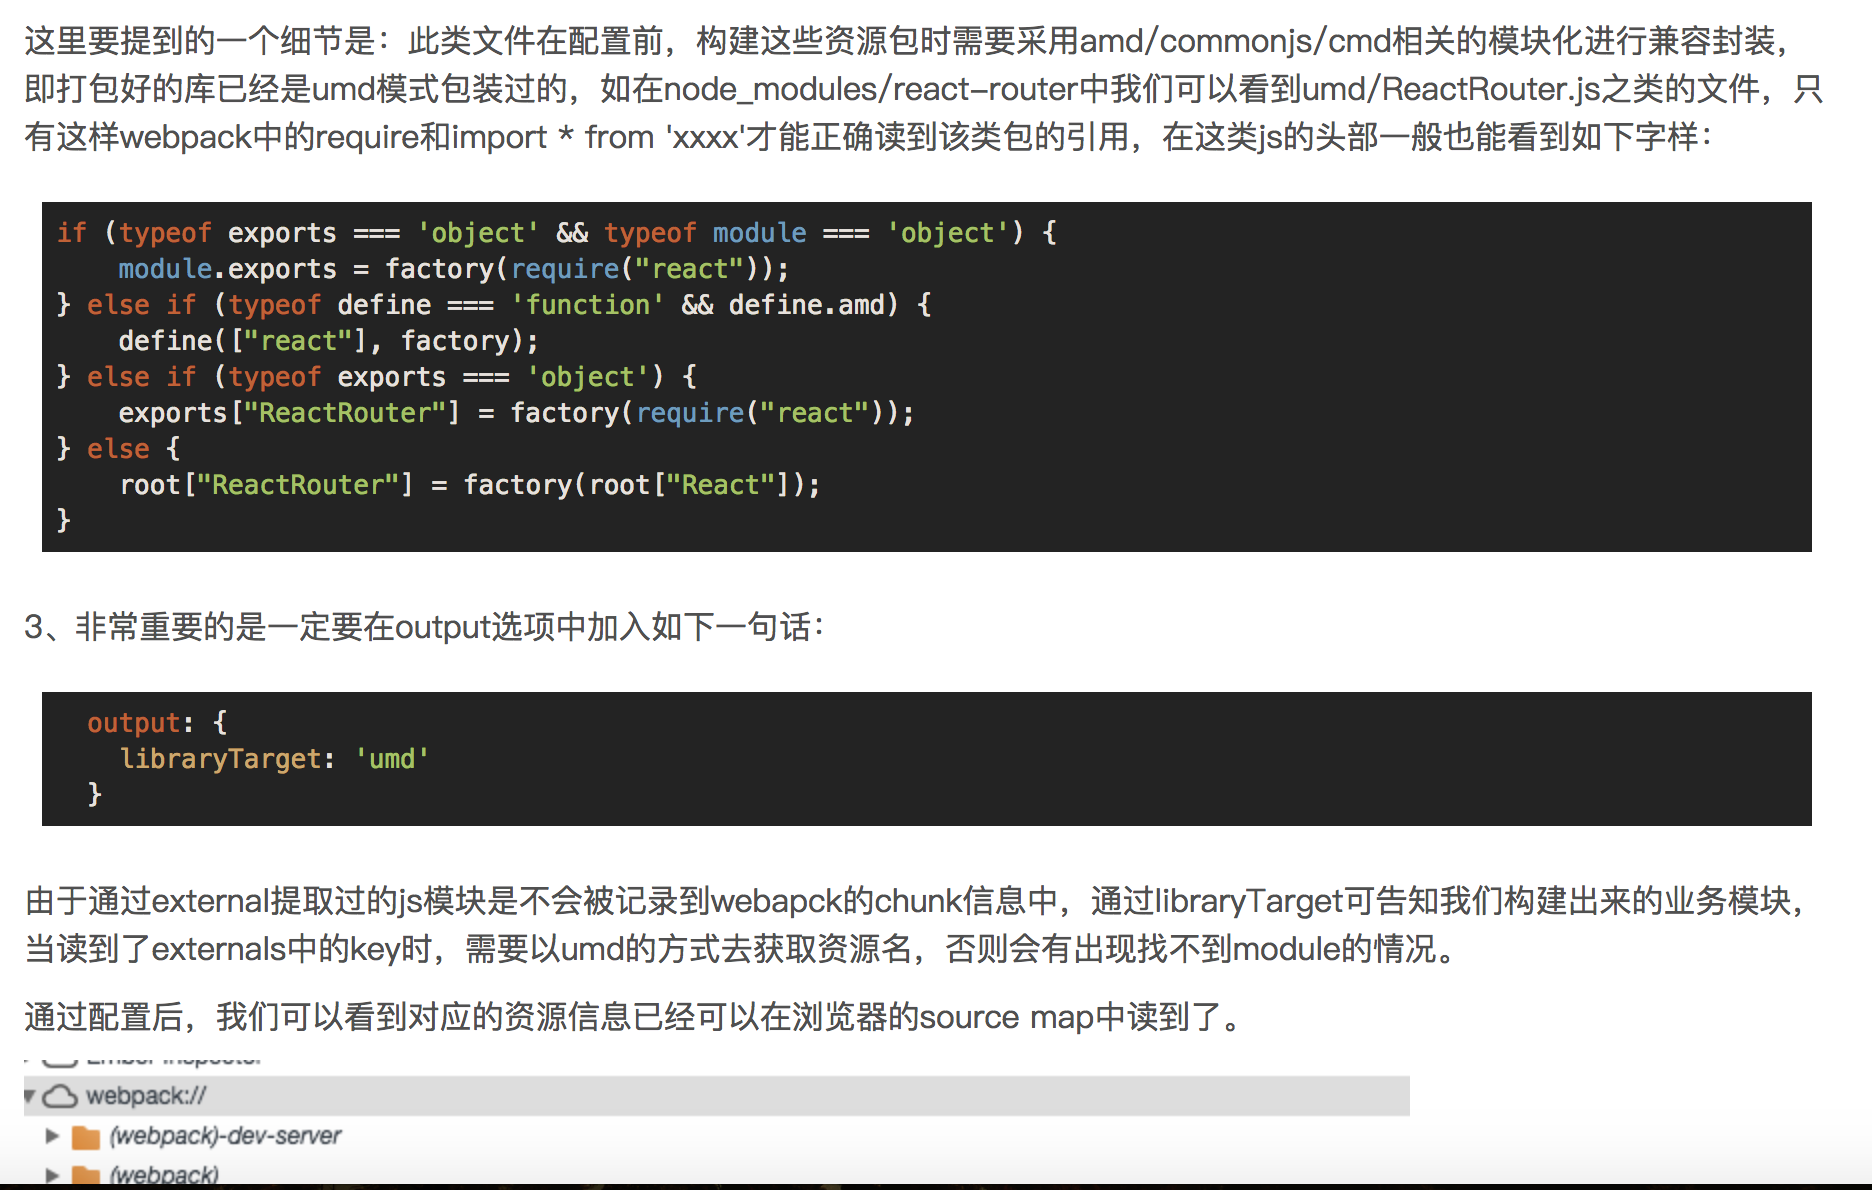 这里要提到的一个细节是：此类文件在配置前，构建这些资源包时需要采用amd/commonjs/cmd相关的模块化进行兼容封装，
即打包好的库已经是umd模式包装过的，如在node_modules/react-router中我们可以看到umd/ReactRouter.js之类的文件，只
有这样webpack中的require和import * from 'xxxx'才能正确读到该类包的引用，在这类js的头部一般也能看到如下字样：
if (typeof exports === 'object' && typeof module === 'object') {
    module.exports = factory(require("react"));
} else if (typeof define === 'function' && define.amd) {
    define(["react"], factory);
} else if (typeof exports === 'object') {
    exports["ReactRouter"] = factory(require("react"));
} else {
    root["ReactRouter"] = factory(root["React"]);
}
3、非常重要的是一定要在output选项中加入如下一句话：
output: {
  libraryTarget: 'umd'
}
由于通过external提取过的js模块是不会被记录到webapck的chunk信息中，通过libraryTarget可告知我们构建出来的业务模块，
当读到了externals中的key时，需要以umd的方式去获取资源名，否则会有出现找不到module的情况。
通过配置后，我们可以看到对应的资源信息已经可以在浏览器的source map中读到了。
Ember Inspector
webpack://
(webpack)-dev-server
(webpack)